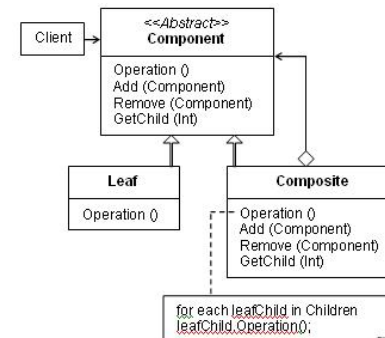 Client
<<Abstract>>
Component
Operation ()
Add (Component)
Remove (Component)
GetChild (Int)
Leaf
Operation ()
Composite
Operation ()
Add (Component)
Remove (Component)
GetChild (Int)
for each leafChild in Children
leafChild.Operation();